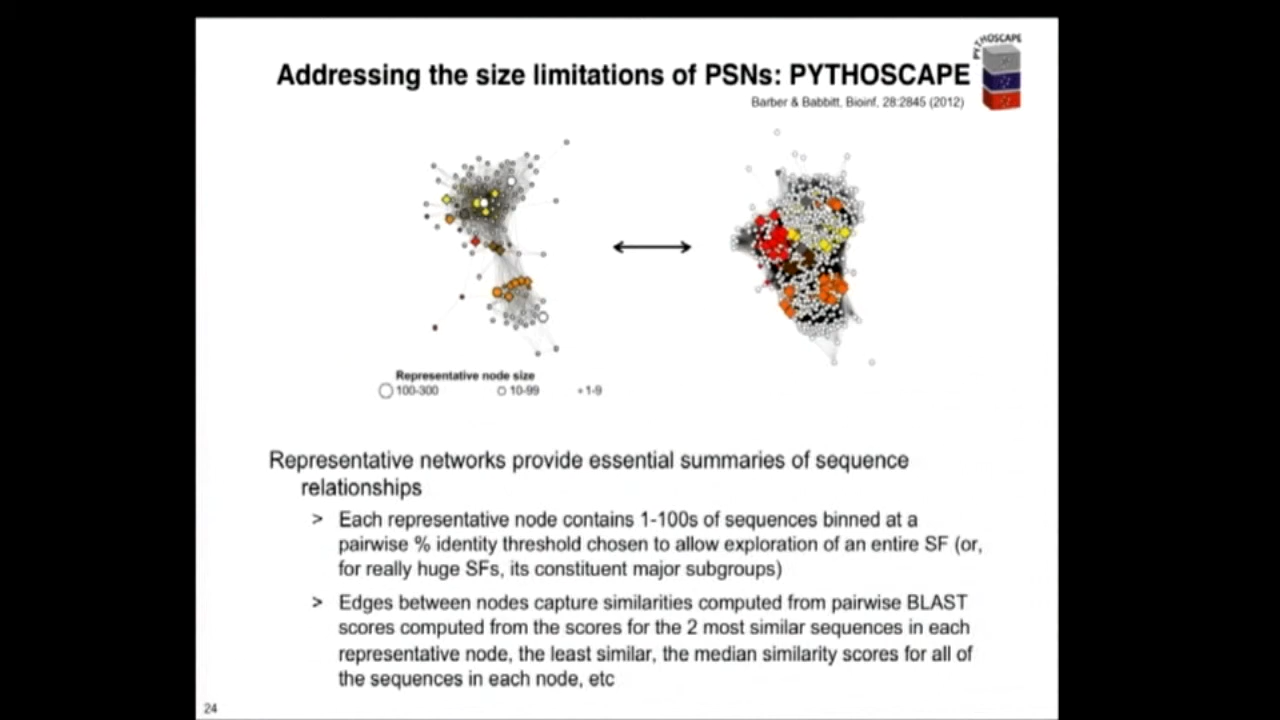 PYTHOSCAPE
Addressing the size limitations of PSNs: PYTHOSCAPE
Barber & Babbitt, Bioinf, 28:2845 (2012)
Representative node size
100-300 10-99 1-9
Representative networks provide essential summaries of sequence
relationships
> Each representative node contains 1-100s of sequences binned at a
pairwise % identity threshold chosen to allow exploration of an entire SF (or,
for really huge SFs, its constituent major subgroups)
> Edges between nodes capture similarities computed from pairwise BLAST
scores computed from the scores for the 2 most similar sequences in each
representative node, the least similar, the median similarity scores for all of
the sequences in each node, etc
24